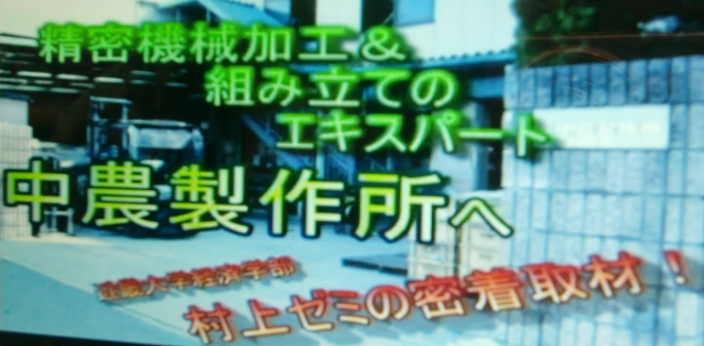 精密機械加工&
組み立ての
エキスパート
中農製作所へ
近畿大学経済学部
村上ゼミの密着取材！